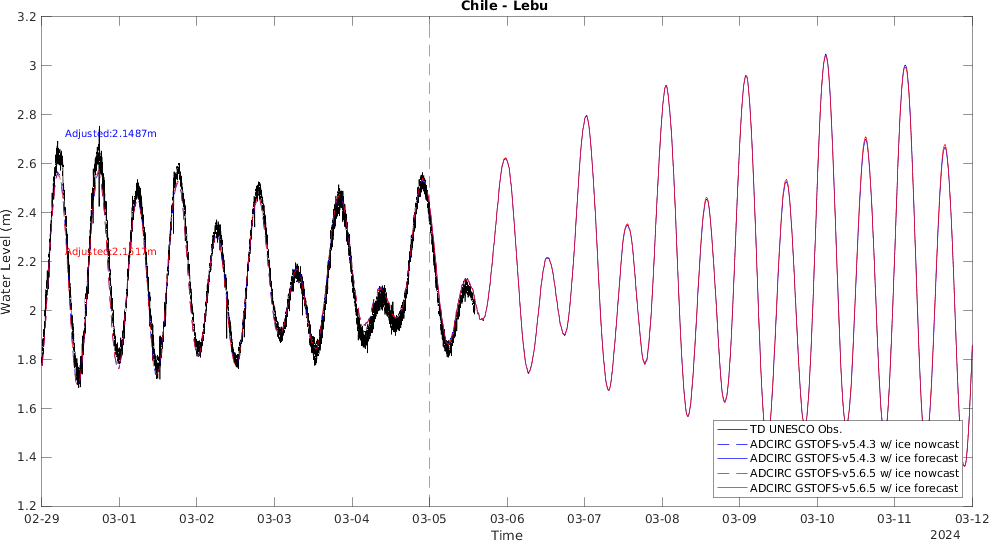 Chile - Lebu
3.2
3
2.8
2.6
2.4
2.2
2
1.8
1.6
1.4
1.2
Water Level (m)
Adjusted:2.1487m
Adjusted:2.1517m
TD UNESCO Obs.
ADCIRC GSTOFS-v5.4.3 w/ ice nowcast
ADCIRC GSTOFS-v5.4.3 w/ ice forecast
ADCIRC GSTOFS-v5.6.5 w/ ice nowcast
ADCIRC GSTOFS-v5.6.5 w/ ice forecast
02-29 03-01 03-02 03-03 03-04 03-05 03-06 03-07 03-08 03-09 03-10 03-11 03-12
Time
2024